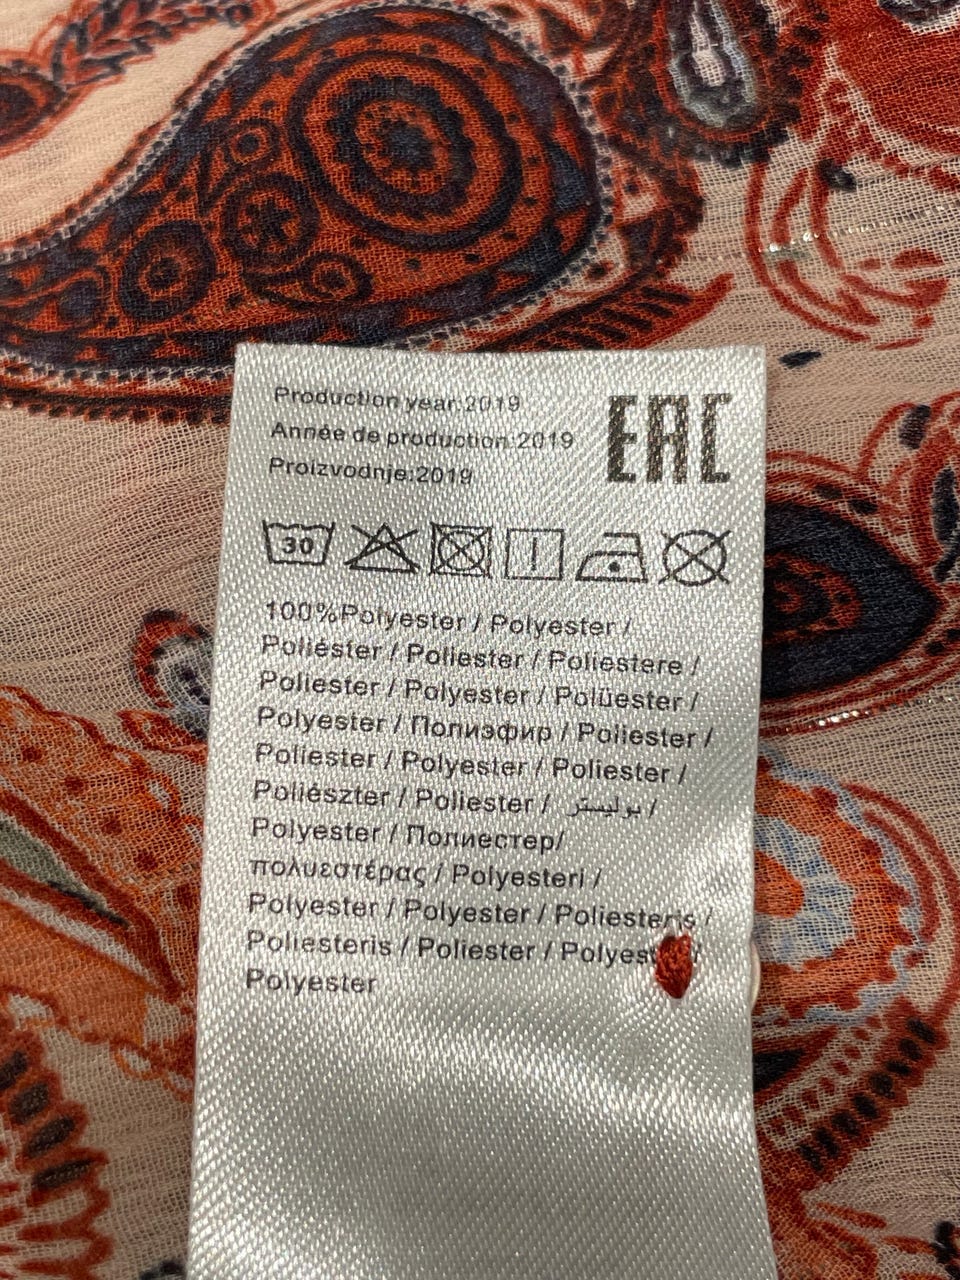 Production year:2019
Année de production:2019
Proizvodnje:2019
EAC
30
100%Polyester / Polyester /
Poliéster / Poliester / Poliestere /
Poliester / Polyester / Polüester /
Polyester / Полиэфир / Poliester /
Poliester / Polyester / Poliester /
Poliészter / Poliester / بوليستر /
Polyester / Полиестер/
πολυεστέρας / Polyesteri /
Polyester / Polyester / Poliesteris /
Poliesteris / Poliester /
Polyester